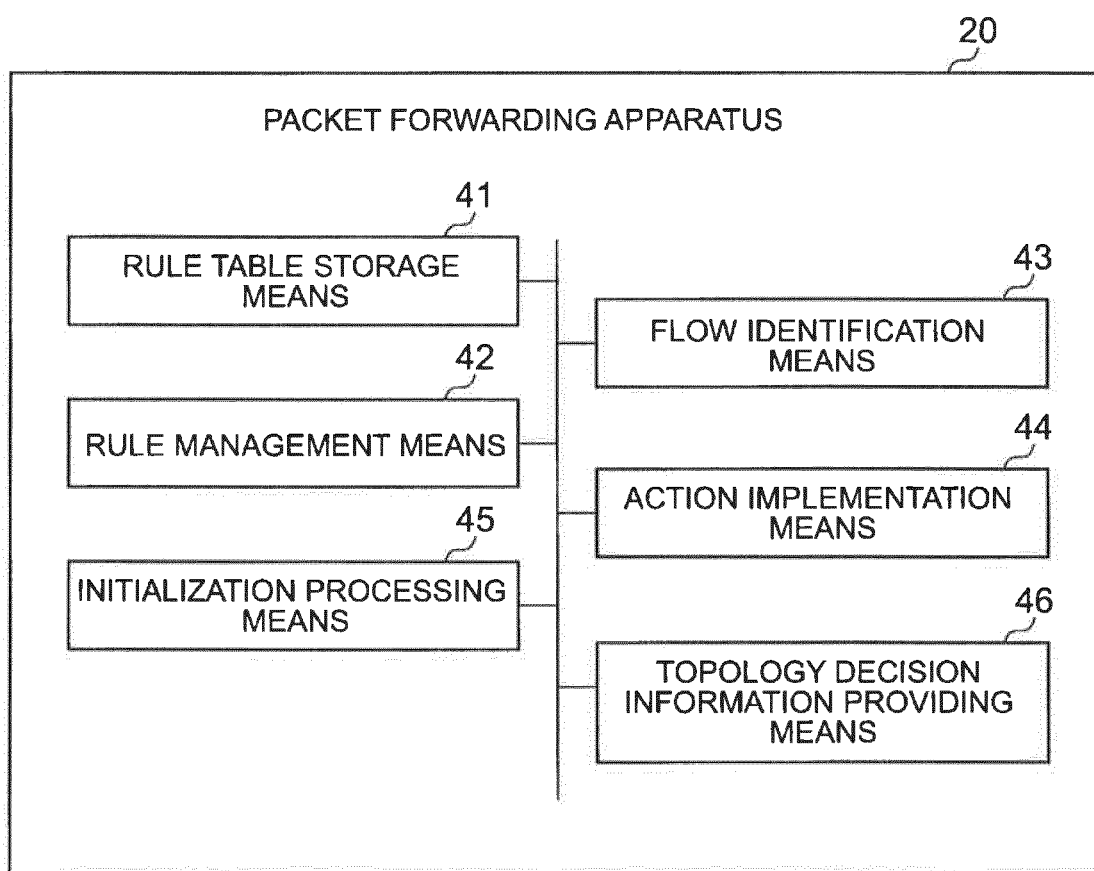 20
PACKET FORWARDING APPARATUS
41
RULE TABLE STORAGE
MEANS
42
RULE MANAGEMENT MEANS
45
INITIALIZATION PROCESSING
MEANS
43
FLOW IDENTIFICATION
MEANS
44
ACTION IMPLEMENTATION
MEANS
46
TOPOLOGY DECISION
INFORMATION PROVIDING
MEANS